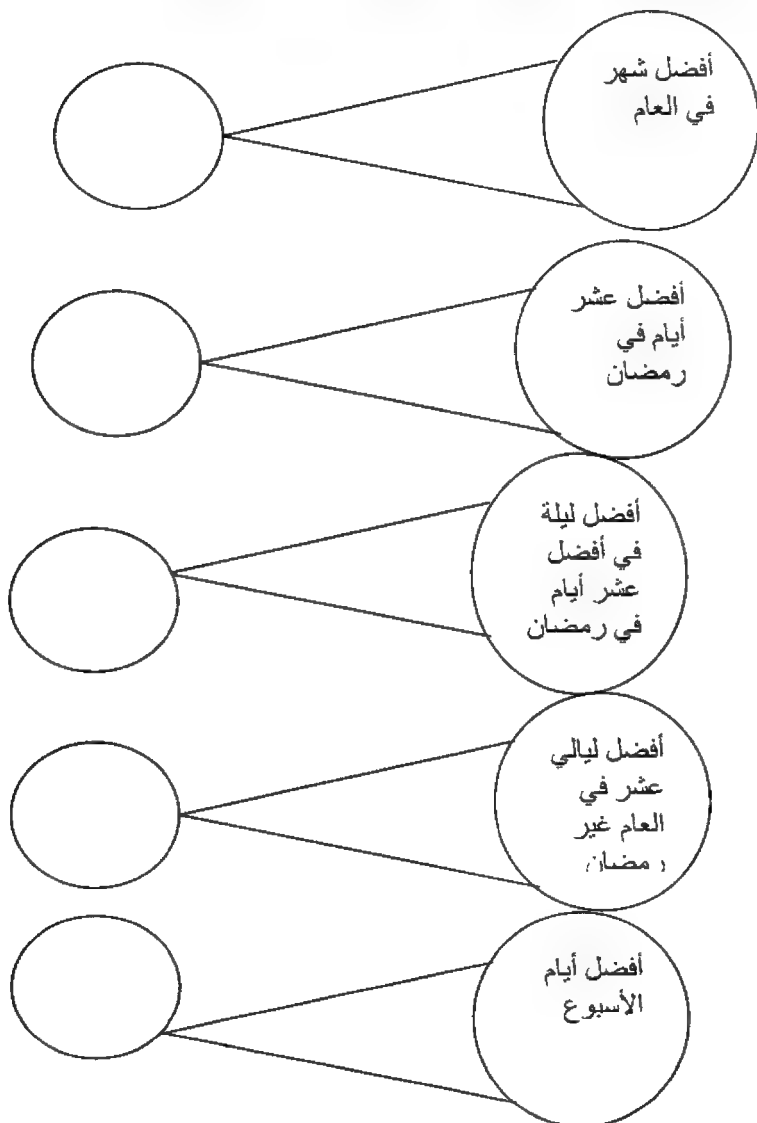 أفضل شهر
في العام
أفضل عشر
أيام في
رمضان
أفضل ليلة
في أفضل
عشر أيام
في رمضان
أفضل ليالي
عشر في
العام غير
رمضان
أفضل أيام
الأسبوع